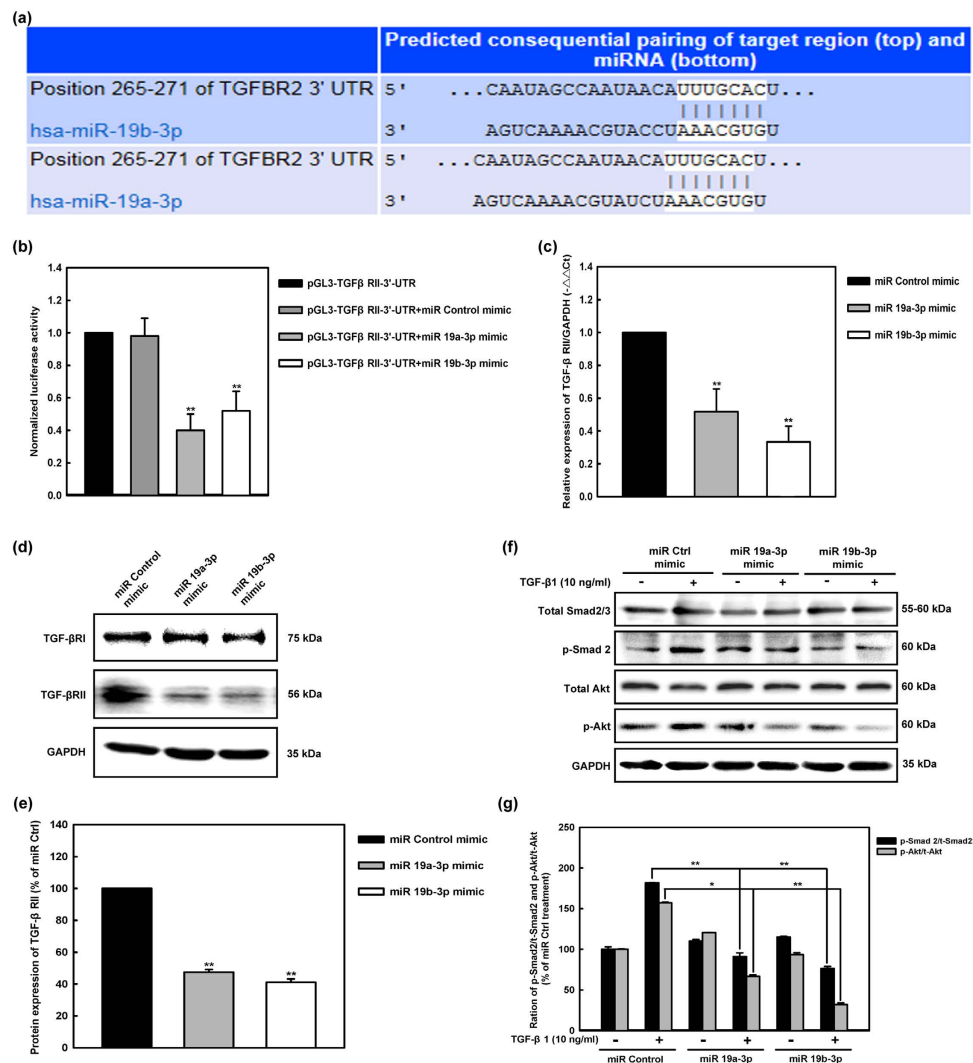 (a)
Predicted consequential pairing of target region (top) and
miRNA (bottom)
Position 265-271 of TGFBR2 3' UTR 5' ...CAAUAGCCAAUAACAUUUGCACU...
hsa-miR-19b-3p 3' AGUCAAAACGUACCUAAACGUGU
Position 265-271 of TGFBR2 3' UTR 5' ...CAAUAGCCAAUAACAUUUGCACU...
hsa-miR-19a-3p 3' AGUCAAAACGUAUCUAAACGUGU
(b)
Normalized luciferase activity
1.4
1.2
1.0
0.8
0.6
0.4
0.2
0.0
**
**
pGL3-TGFβ RII-3'-UTR
pGL3-TGFβ RII-3'-UTR+miR Control mimic
pGL3-TGFβ RII-3'-UTR+miR 19a-3p mimic
pGL3-TGFβ RII-3'-UTR+miR 19b-3p mimic
(c)
Relative expression of TGF-β RII/GAPDH (-△△Ct)
1.4
1.2
1.0
0.8
0.6
0.4
0.2
0.0
**
**
miR Control mimic
miR 19a-3p mimic
miR 19b-3p mimic
(d)
miR Control
mimic
miR 19a-3p
mimic
miR 19b-3p
mimic
TGF-βRI 75 kDa
TGF-βRII 56 kDa
GAPDH 35 kDa
(e)
Protein expression of TGF-β RII (% of miR Ctrl)
140
120
100
80
60
40
20
0
**
**
miR Control mimic
miR 19a-3p mimic
miR 19b-3p mimic
(f)
miR Ctrl
mimic
miR 19a-3p
mimic
miR 19b-3p
mimic
TGF-β1 (10 ng/ml) - + - + - +
Total Smad2/3 55-60 kDa
p-Smad 2 60 kDa
Total Akt 60 kDa
p-Akt 60 kDa
GAPDH 35 kDa
(g)
Ration of p-Smad2/t-Smad2 and p-Akt/t-Akt
(% of miR Ctrl treatment)
250
200
150
100
50
0
** **
* **
p-Smad 2/t-Smad2
p-Akt/t-Akt
TGF-β 1 (10 ng/ml) - + - + - +
miR Control miR 19a-3p miR 19b-3p